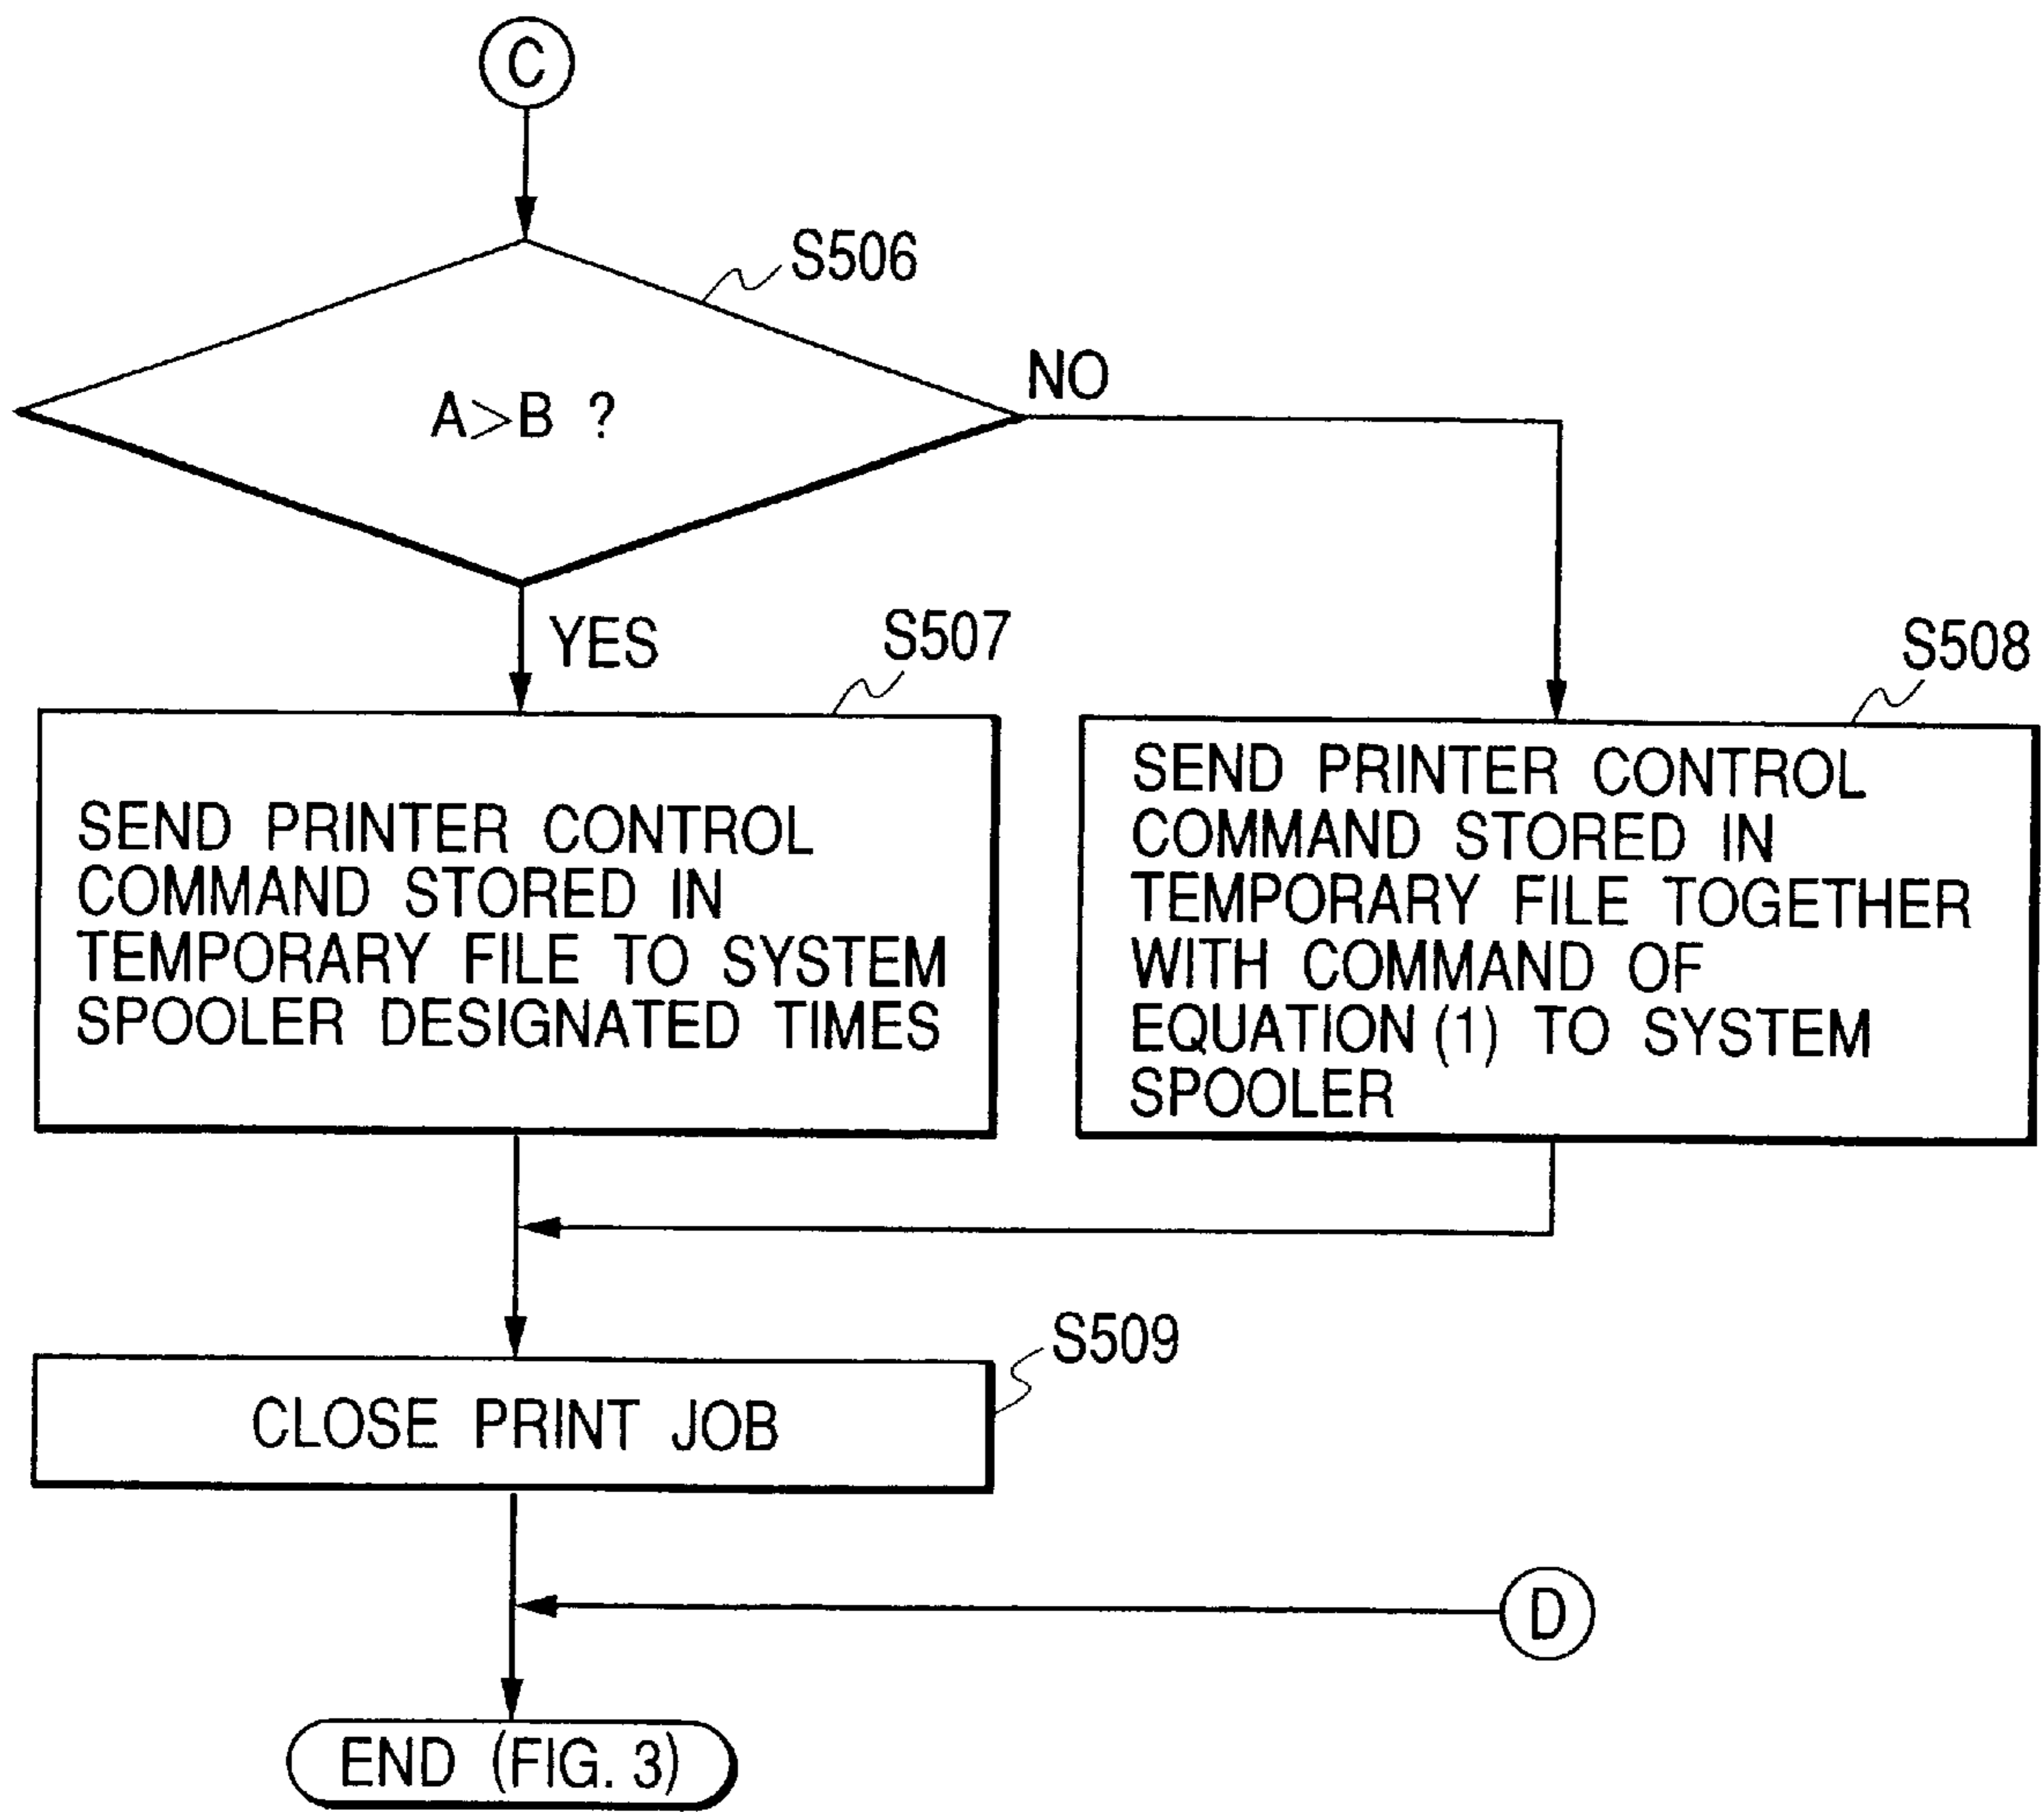 C
S506
A>B ?
NO
YES
S507
SEND PRINTER CONTROL
COMMAND STORED IN
TEMPORARY FILE TO SYSTEM
SPOOLER DESIGNATED TIMES
S508
SEND PRINTER CONTROL
COMMAND STORED IN
TEMPORARY FILE TOGETHER
WITH COMMAND OF
EQUATION (1) TO SYSTEM
SPOOLER
S509
CLOSE PRINT JOB
D
END (FIG. 3)